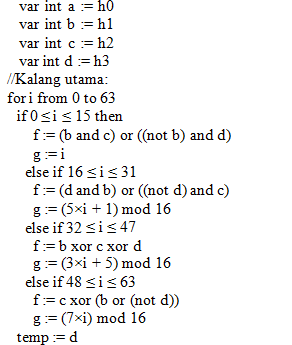 var int a := h0
var int b := h1
var int c := h2
var int d := h3
//Kalang utama:
for i from 0 to 63
if 0 ≤ i ≤ 15 then
f := (b and c) or ((not b) and d)
g := i
else if 16 ≤ i ≤ 31
f := (d and b) or ((not d) and c)
g := (5×i + 1) mod 16
else if 32 ≤ i ≤ 47
f := b xor c xor d
g := (3×i + 5) mod 16
else if 48 ≤ i ≤ 63
f := c xor (b or (not d))
g := (7×i) mod 16
temp := d